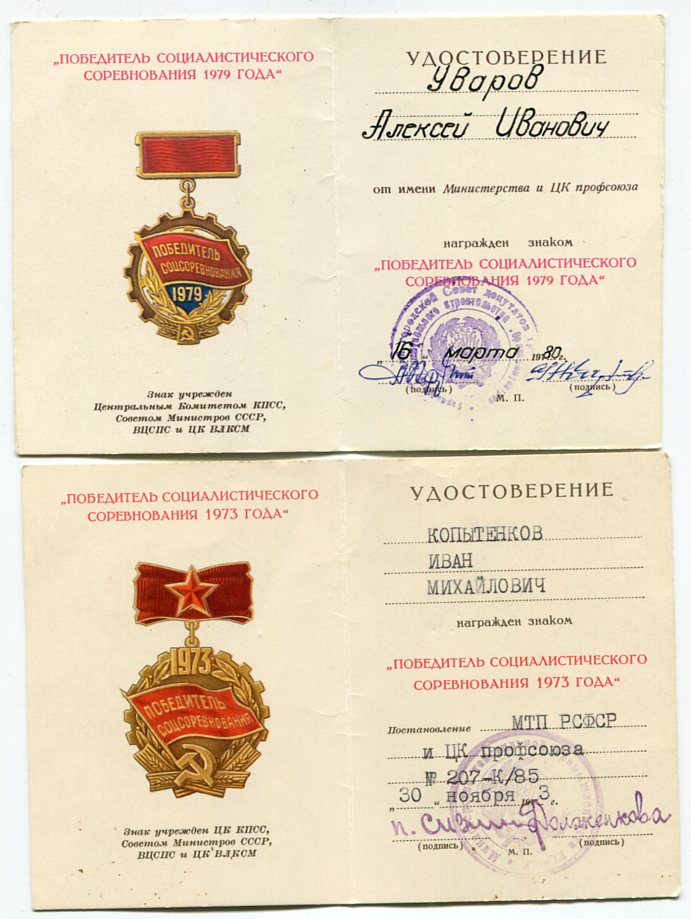 „ПОБЕДИТЕЛЬ СОЦИАЛИСТИЧЕСКОГО
СОРЕВНОВАНИЯ 1979 ГОДА“
ПОБЕДИТЕЛЬ
СОЦСОРЕВНОВАНИЯ
1979
Знак учрежден
Центральным Комитетом КПСС,
Советом Министров СССР,
ВЦСПС и ЦК ВЛКСМ
УДОСТОВЕРЕНИЕ
Уваров
Алексей Иванович
от имени Министерства и ЦК профсоюза
награжден знаком
„ПОБЕДИТЕЛЬ СОЦИАЛИСТИЧЕСКОГО
СОРЕВНОВАНИЯ 1979 ГОДА“
Совет депутатов
строительства
„16“ марта 1980 г.
(подпись) (подпись)
М. П.
„ПОБЕДИТЕЛЬ СОЦИАЛИСТИЧЕСКОГО
СОРЕВНОВАНИЯ 1973 ГОДА“
1973
ПОБЕДИТЕЛЬ
СОЦСОРЕВНОВАНИЯ
Знак учрежден ЦК КПСС,
Советом Министров СССР,
ВЦСПС и ЦК ВЛКСМ
УДОСТОВЕРЕНИЕ
КОПЫТЕНКОВ
ИВАН
МИХАЙЛОВИЧ
награжден знаком
„ПОБЕДИТЕЛЬ СОЦИАЛИСТИЧЕСКОГО
СОРЕВНОВАНИЯ 1973 ГОДА“
Постановление МТП РСФСР
и ЦК профсоюза
№ 207-К/85
„30“ ноября 1973 г.
(подпись) (подпись)
М. П.